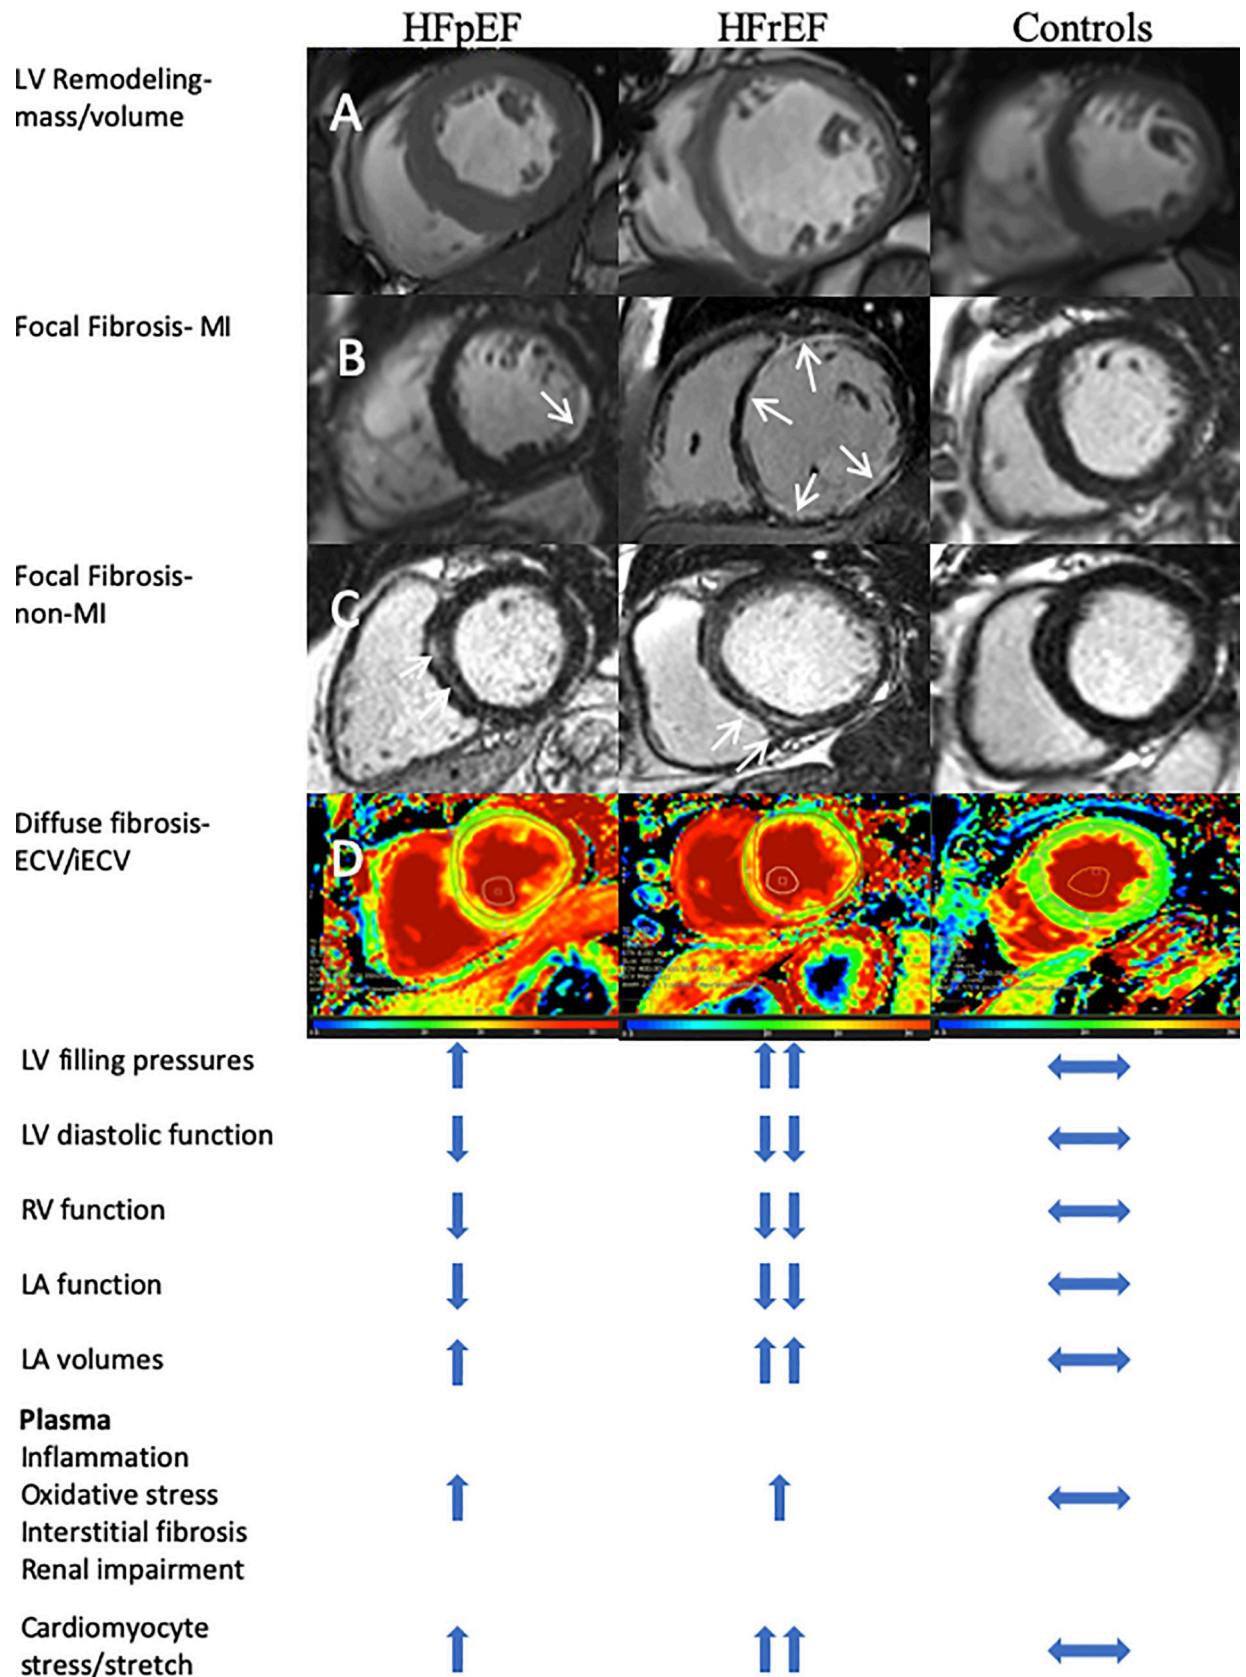 HFpEF HFrEF Controls
LV Remodeling-
mass/volume
A
Focal Fibrosis- MI
B
Focal Fibrosis-
non-MI
C
Diffuse fibrosis-
ECV/iECV
D
LV filling pressures
LV diastolic function
RV function
LA function
LA volumes
Plasma
Inflammation
Oxidative stress
Interstitial fibrosis
Renal impairment
Cardiomyocyte
stress/stretch